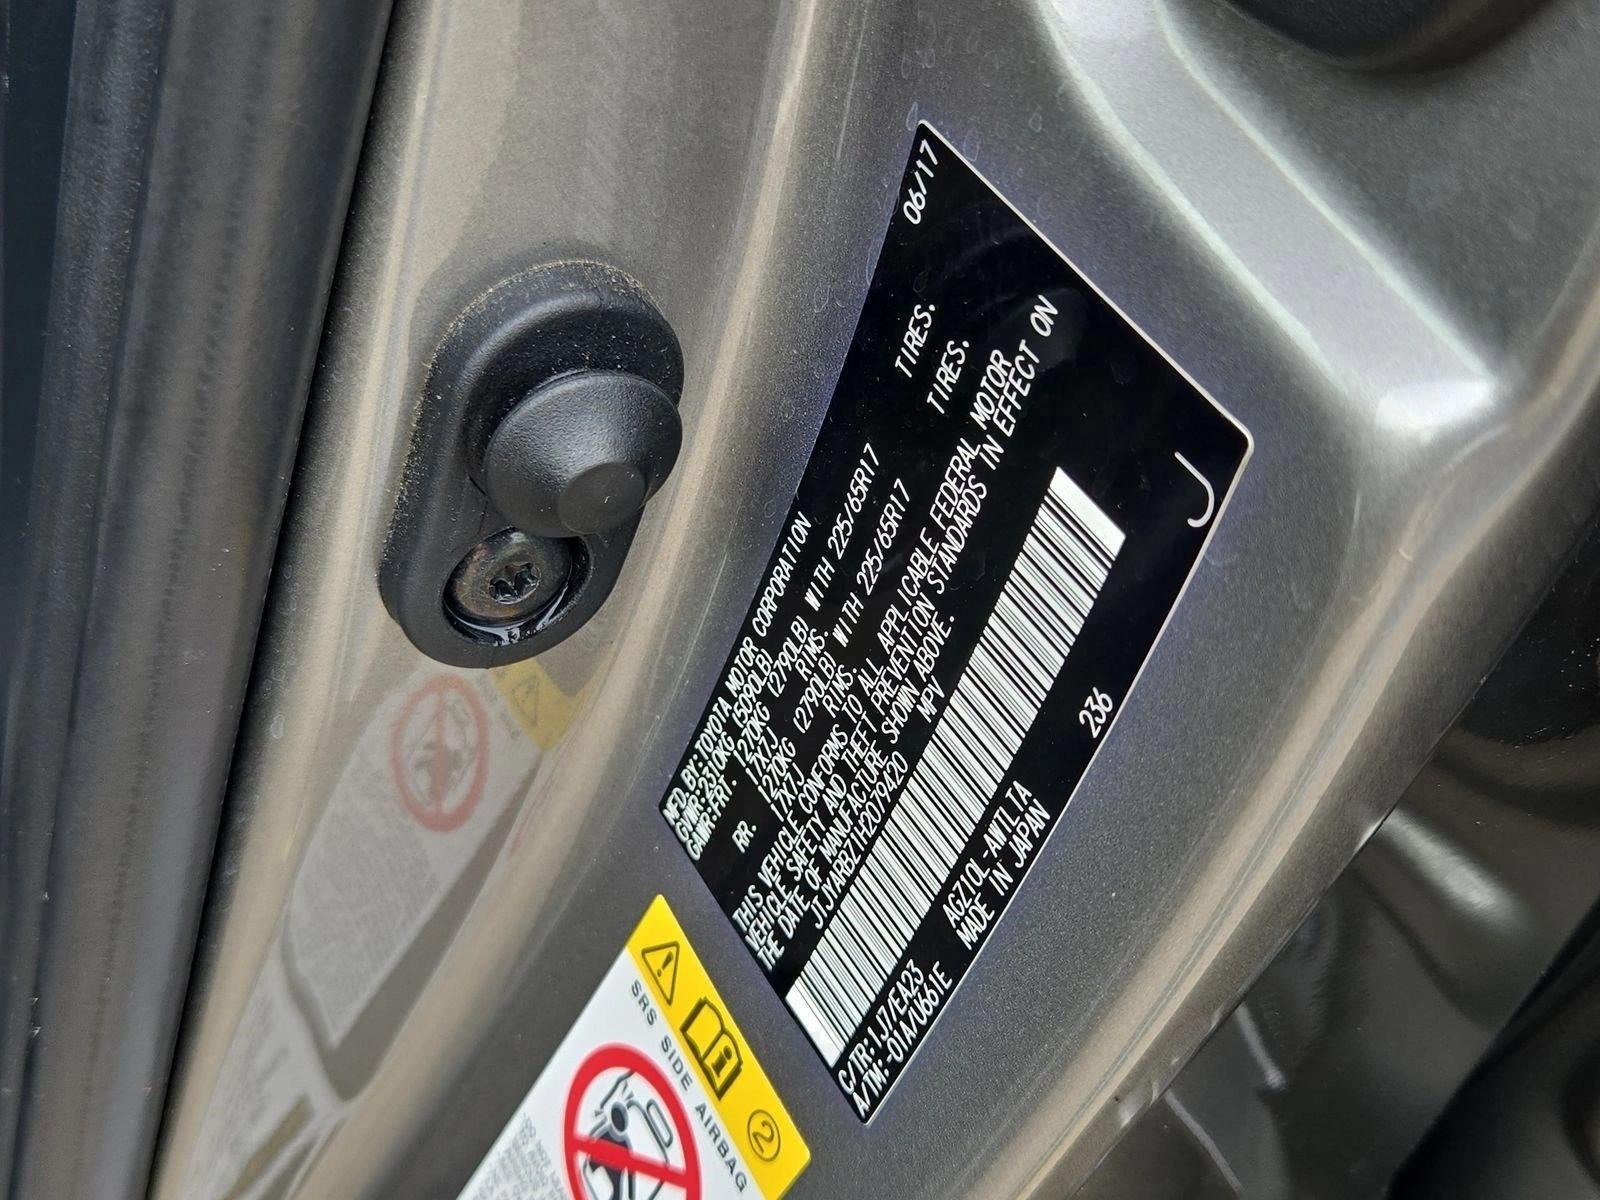 MFD.BY:TOYOTA MOTOR CORPORATION 06/17
GVWR:2310KG (5090LB)
GAWR:FRT. 1270KG (2790LB) WITH 225/65R17 TIRES.
17X7J RIMS.
RR. 1270KG (2790LB) WITH 225/65R17 TIRES.
17X7J RIMS.
THIS VEHICLE CONFORMS TO ALL APPLICABLE FEDERAL MOTOR
VEHICLE SAFETY AND THEFT PREVENTION STANDARDS IN EFFECT ON
THE DATE OF MANUFACTURE SHOWN ABOVE.
JTJYARBZ1H2079420 MPV
C/TR:1J7/EA23 AGZ10L-AWTLTA 236 J
A/TM:-01A/U661E MADE IN JAPAN
2
SRS SIDE AIRBAG